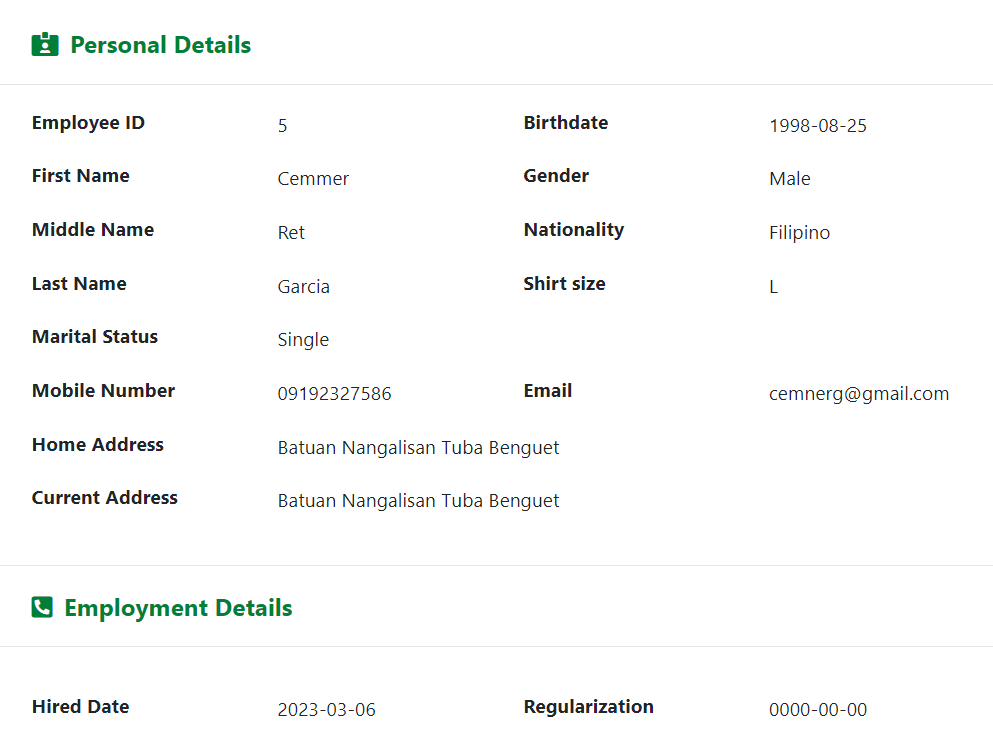 Personal Details
Employee ID 5 Birthdate 1998-08-25
First Name Cemmer Gender Male
Middle Name Ret Nationality Filipino
Last Name Garcia Shirt size L
Marital Status Single
Mobile Number 09192327586 Email cemnerg@gmail.com
Home Address Batuan Nangalisan Tuba Benguet
Current Address Batuan Nangalisan Tuba Benguet
Employment Details
Hired Date 2023-03-06 Regularization 0000-00-00